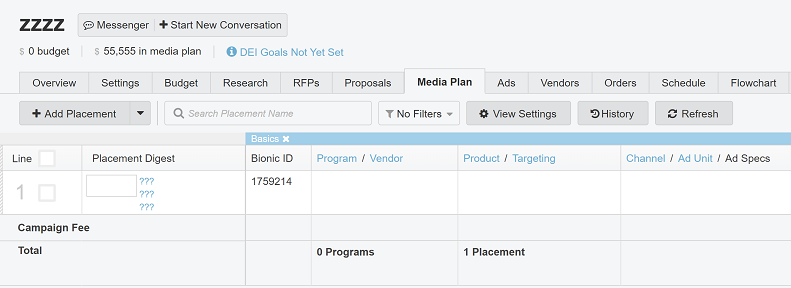 zzzz Messenger + Start New Conversation
$ 0 budget $ 55,555 in media plan DEI Goals Not Yet Set
Overview Settings Budget Research RFPs Proposals Media Plan Ads Vendors Orders Schedule Flowchart
+ Add Placement Search Placement Name No Filters View Settings History Refresh
Basics ×
Line Placement Digest Bionic ID Program / Vendor Product / Targeting Channel / Ad Unit / Ad Specs
1 ??? 1759214
???
???
Campaign Fee
Total 0 Programs 1 Placement